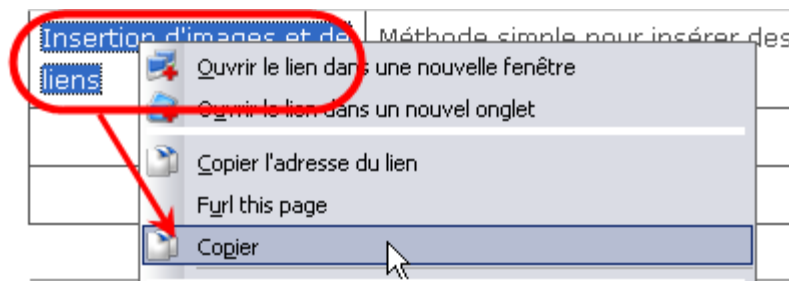 Insertion d'images et de
liens
Méthode simple pour insérer des
Ouvrir le lien dans une nouvelle fenêtre
Ouvrir le lien dans un nouvel onglet
Copier l'adresse du lien
Furl this page
Copier